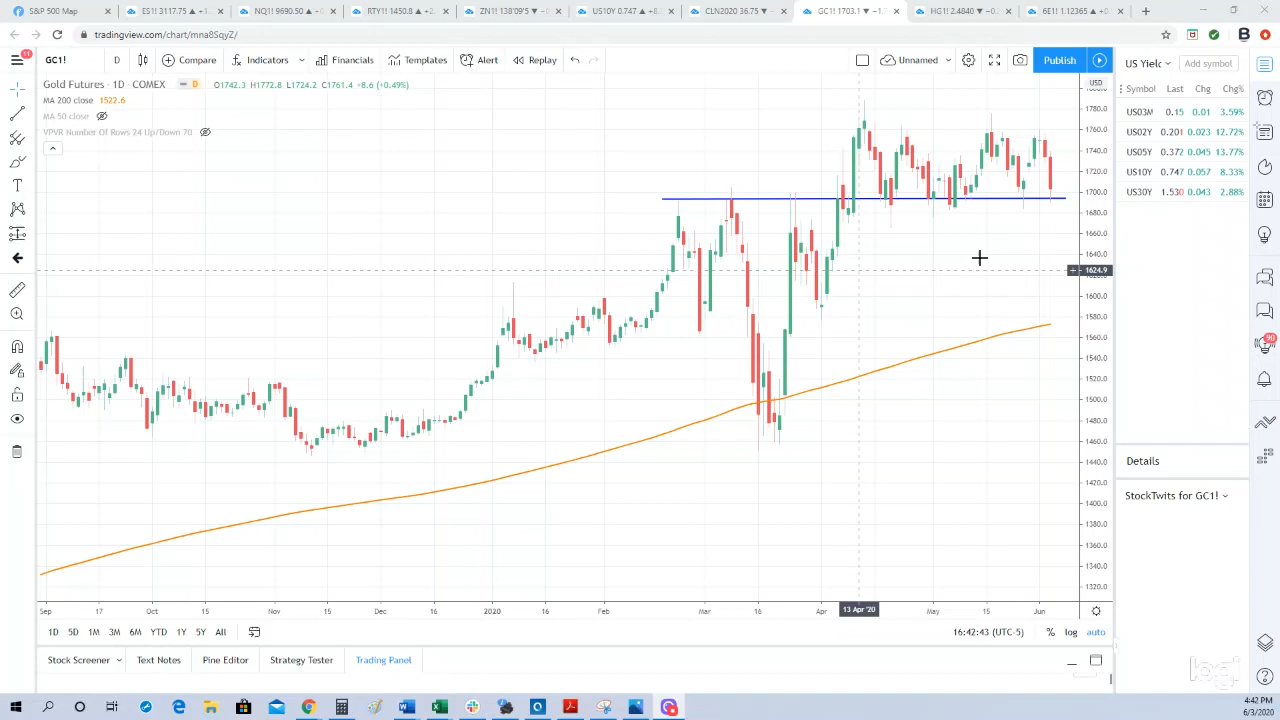 S&P 500 Map × ES1! 3117.75 ▲ +1... × NQ1! 9690.50 ▲ +... × RTY1! 1450.8 ▲ +2... × ZN1! 138'09'5 ▼ −... × US10Y 0.747 ▲ +8... × CLN2020 36.75 ▼ −... × GC1! 1703.1 ▼ −1.7... × HG1! 2.4840 ▼ −0... × 6E1! 1.12365 ▲ +0... × +
tradingview.com/chart/mna8SqyZ/
11 GC1! D Compare Indicators Financials Templates Alert Replay Unnamed Publish US Yielc Add symbol
Gold Futures · 1D · COMEX D O1742.3 H1772.8 L1724.2 C1761.4 +8.6 (+0.49%) USD
MA 200 close 1522.6
MA 50 close
VPVR Number Of Rows 24 Up/Down 70
Symbol Last Chg Chg%
US03M 0.15 0.01 3.59%
US02Y 0.201 0.023 12.72%
US05Y 0.372 0.045 13.77%
US10Y 0.747 0.057 8.33%
US30Y 1.530 0.043 2.88%
1780.0
1760.0
1740.0
1720.0
1700.0
1680.0
1660.0
1640.0
1624.9
1600.0
1580.0
1560.0
1540.0
1520.0
1500.0
1480.0
1460.0
1440.0
1420.0
1400.0
1380.0
1360.0
1340.0
1320.0
90
Details
StockTwits for GC1!
Sep 17 Oct 15 Nov 15 Dec 16 2020 16 Feb Mar 16 Apr 13 Apr '20 May 15 Jun
1D 5D 1M 3M 6M YTD 1Y 5Y All 16:42:43 (UTC-5) % log auto
Stock Screener Text Notes Pine Editor Strategy Tester Trading Panel
4:42 PM
6/3/2020